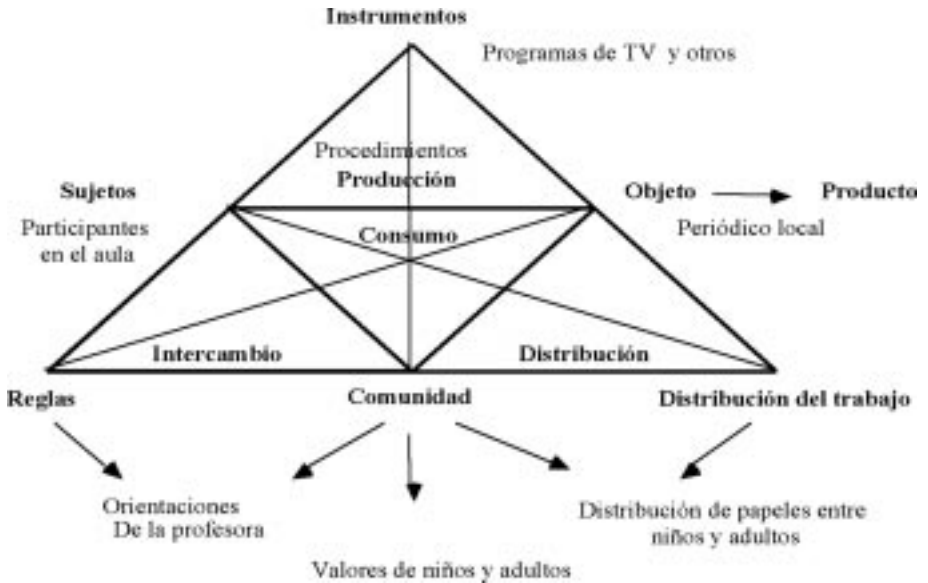 Instrumentos
Programas de TV y otros
Procedimientos
Producción
Sujetos
Objeto
Producto
Participantes
en el aula
Consumo
Periódico local
Intercambio
Distribución
Reglas
Comunidad
Distribución del trabajo
Orientaciones
De la profesora
Distribución de papeles entre
niños y adultos
Valores de niños y adultos